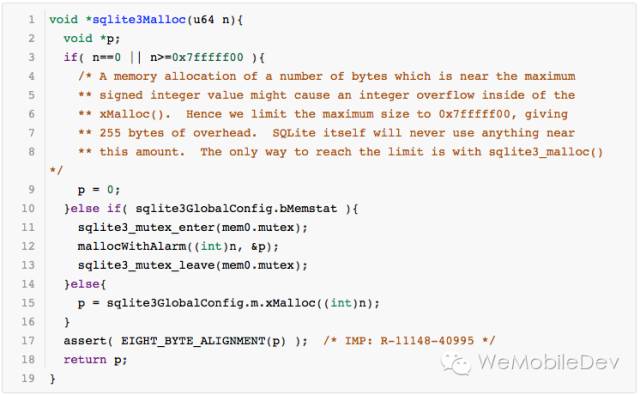 1 void *sqlite3Malloc(u64 n){
2   void *p;
3   if( n==0 || n>=0x7fffff00 ){
4     /* A memory allocation of a number of bytes which is near the maximum
5     ** signed integer value might cause an integer overflow inside of the
6     ** xMalloc().  Hence we limit the maximum size to 0x7fffff00, giving
7     ** 255 bytes of overhead.  SQLite itself will never use anything near
8     ** this amount.  The only way to reach the limit is with sqlite3_malloc()
*/
9     p = 0;
10   }else if( sqlite3GlobalConfig.bMemstat ){
11     sqlite3_mutex_enter(mem0.mutex);
12     mallocWithAlarm((int)n, &p);
13     sqlite3_mutex_leave(mem0.mutex);
14   }else{
15     p = sqlite3GlobalConfig.m.xMalloc((int)n);
16   }
17   assert( EIGHT_BYTE_ALIGNMENT(p) );  /* IMP: R-11148-40995 */
18   return p;
19 }
WeMobileDev